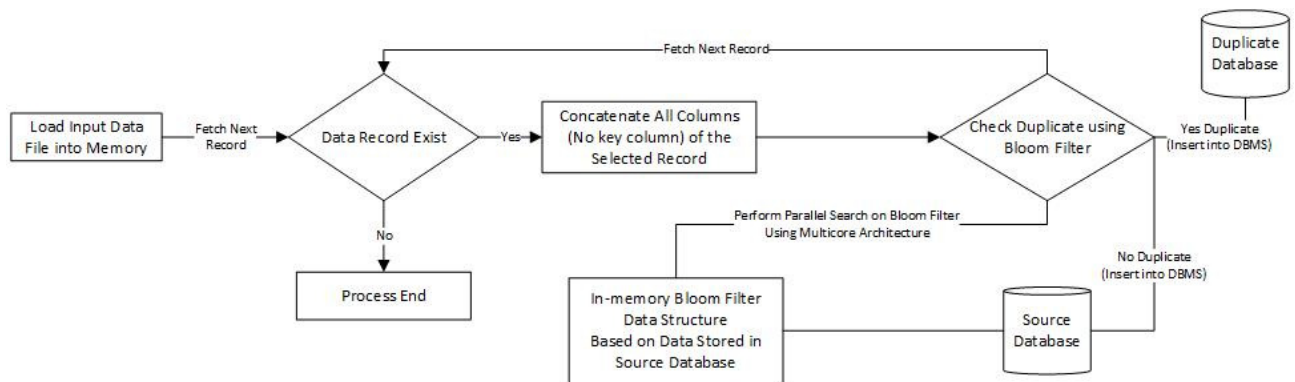 Fetch Next Record
Duplicate
Database
Load Input Data
File into Memory
Fetch Next
Record
Data Record Exist
Yes
Concatenate All Columns
(No key column) of the
Selected Record
Check Duplicate using
Bloom Filter
Yes Duplicate
(Insert into DBMS)
No
Perform Parallel Search on Bloom Filter
Using Multicore Architecture
No Duplicate
(Insert into DBMS)
Process End
In-memory Bloom Filter
Data Structure
Based on Data Stored in
Source Database
Source
Database